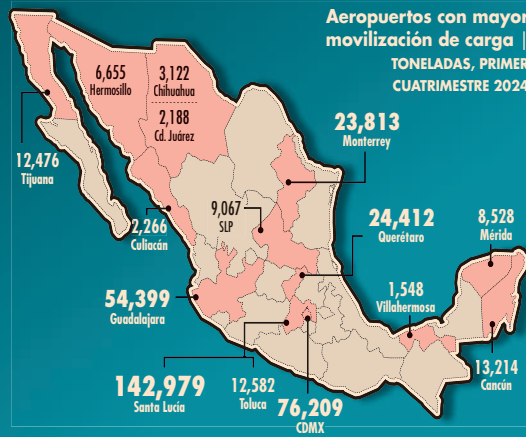 Aeropuertos con mayor
movilización de carga |
TONELADAS, PRIMER
CUATRIMESTRE 2024
6,655
Hermosillo
3,122
Chihuahua
2,188
Cd. Juárez
23,813
Monterrey
12,476
Tijuana
2,266
Culiacán
9,067
SLP
24,412
Querétaro
8,528
Mérida
54,399
Guadalajara
1,548
Villahermosa
142,979
Santa Lucia
12,582
Toluca
76,209
CDMX
13,214
Cancún